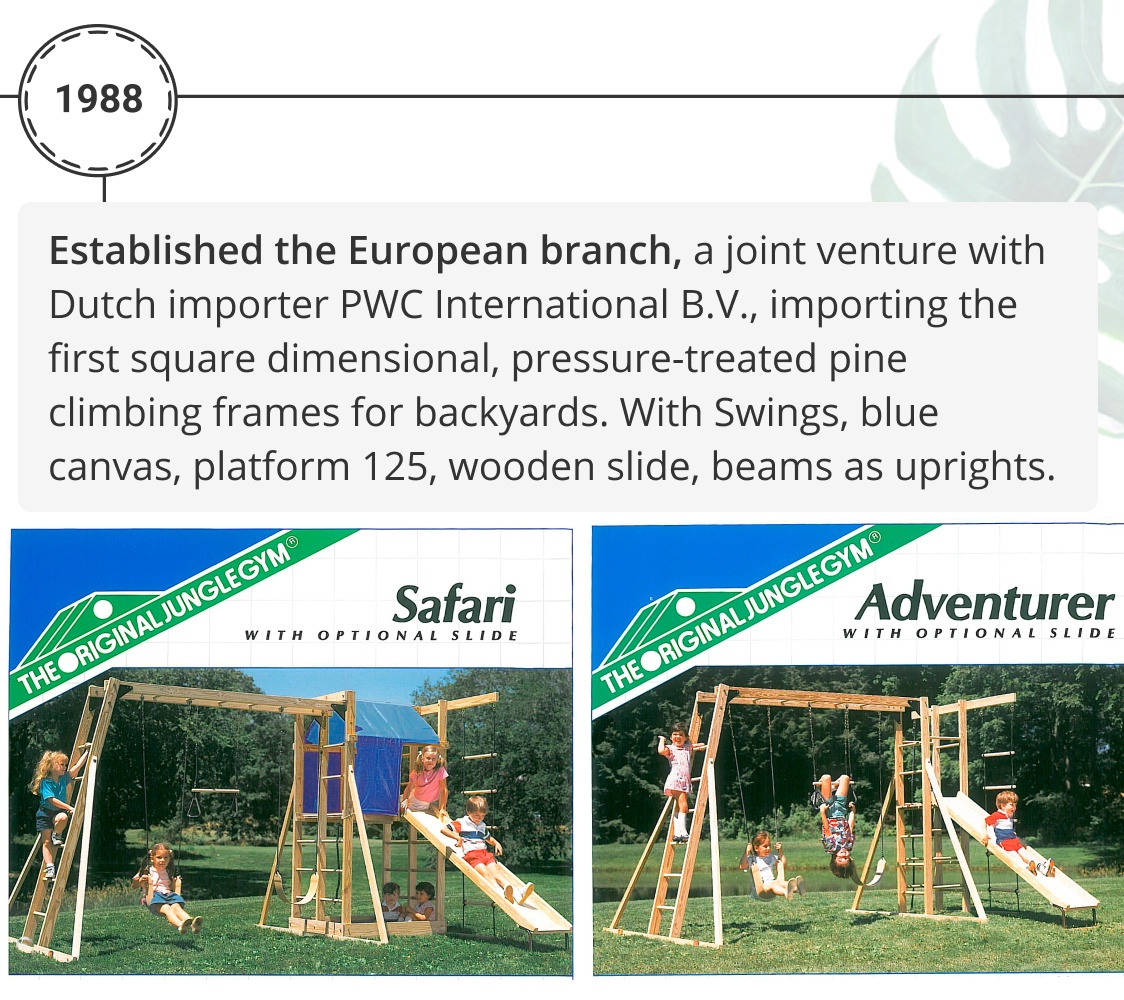 1988
Established the European branch, a joint venture with
Dutch importer PWC International B.V., importing the
first square dimensional, pressure-treated pine
climbing frames for backyards. With Swings, blue
canvas, platform 125, wooden slide, beams as uprights.
THE ORIGINAL JUNGLEGYM®
Safari
WITH OPTIONAL SLIDE
THE ORIGINAL JUNGLEGYM®
Adventurer
WITH OPTIONAL SLIDE